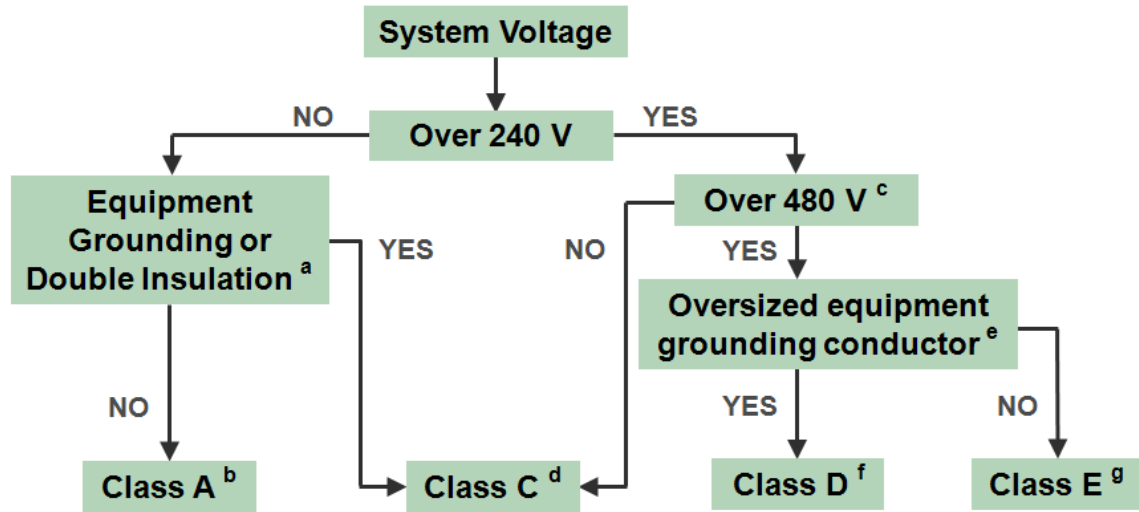 System Voltage
NO
YES
Over 240 V
Equipment
Grounding or
Double Insulation a
Over 480 V c
YES
NO
YES
Oversized equipment
grounding conductor e
NO
YES
NO
Class A b
Class C d
Class D f
Class E g